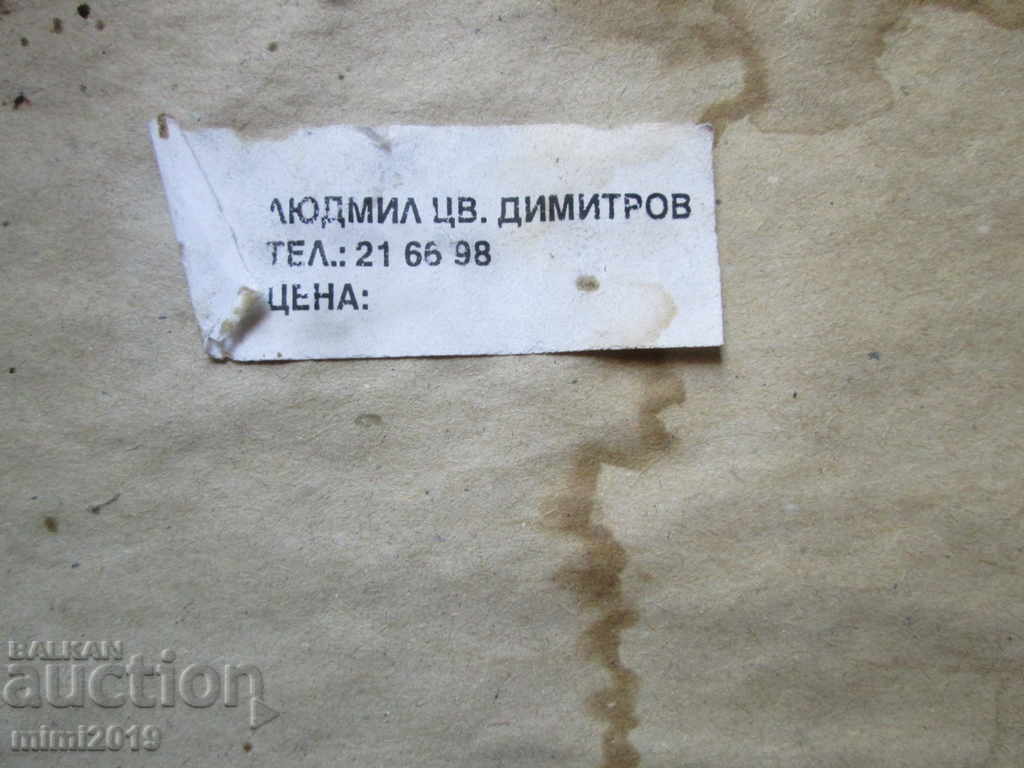 ЛЮДМИЛ ЦВ. ДИМИТРОВ
ТЕЛ.: 21 66 98
ЦЕНА:
BALKAN
auction
mimi2019